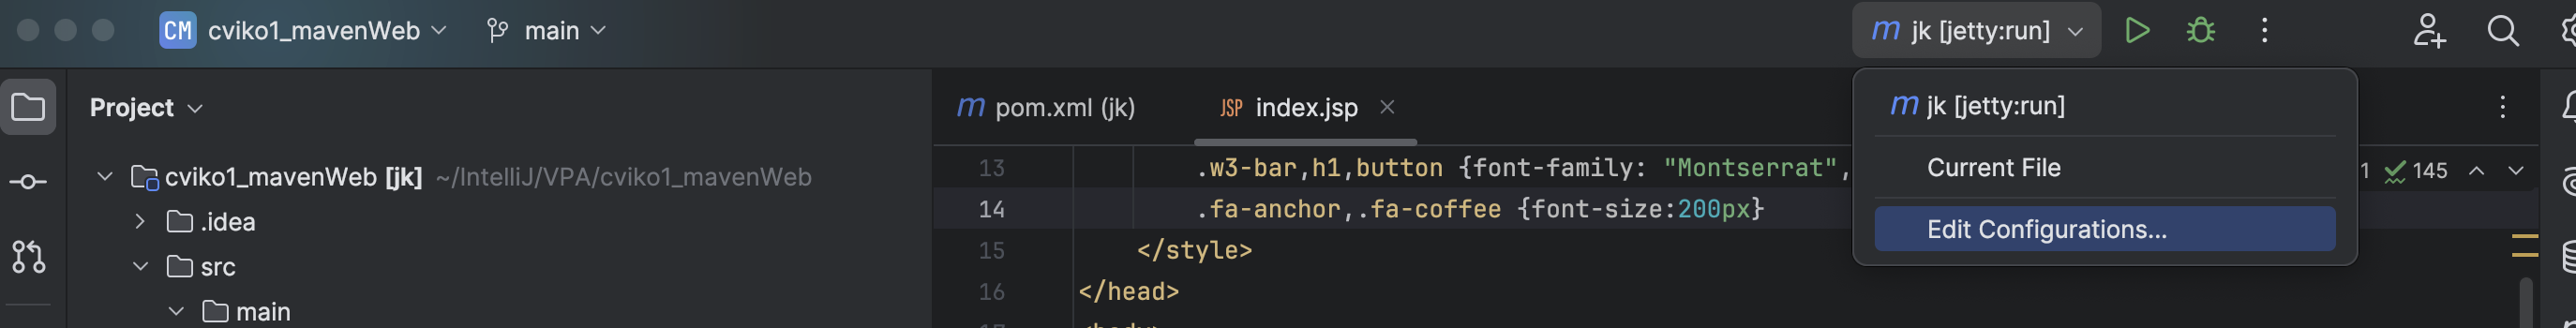 CM cviko1_mavenWeb main
m jk [jetty:run]
Project
cviko1_mavenWeb [jk] ~/IntelliJ/VPA/cviko1_mavenWeb
.idea
src
main
m pom.xml (jk)
JSP index.jsp
13 .w3-bar,h1,button {font-family: "Montserrat",
14 .fa-anchor,.fa-coffee {font-size:200px}
15 </style>
16 </head>
1 145
m jk [jetty:run]
Current File
Edit Configurations...